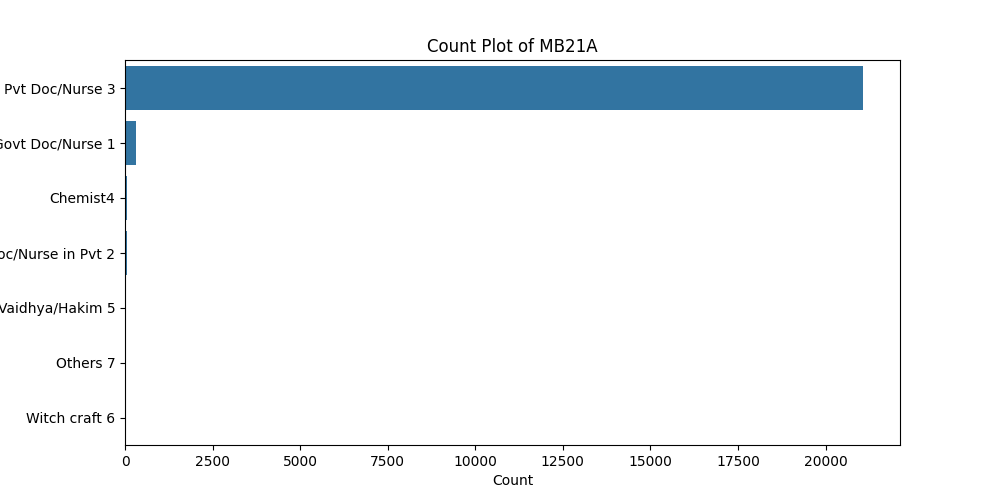 Count Plot of MB21A
Pvt Doc/Nurse 3
Govt Doc/Nurse 1
Chemist4
/Nurse in Pvt 2
Vaidhya/Hakim 5
Others 7
Witch craft 6
0 2500 5000 7500 10000 12500 15000 17500 20000
Count